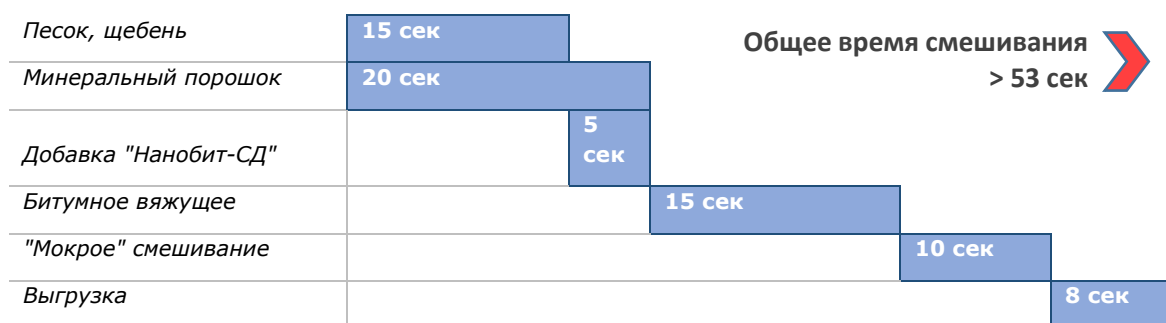 Песок, щебень 15 сек
Общее время смешивания
> 53 сек
Минеральный порошок 20 сек
5
сек
Добавка "Нанобит-СД"
Битумное вяжущее 15 сек
"Мокрое" смешивание 10 сек
Выгрузка 8 сек